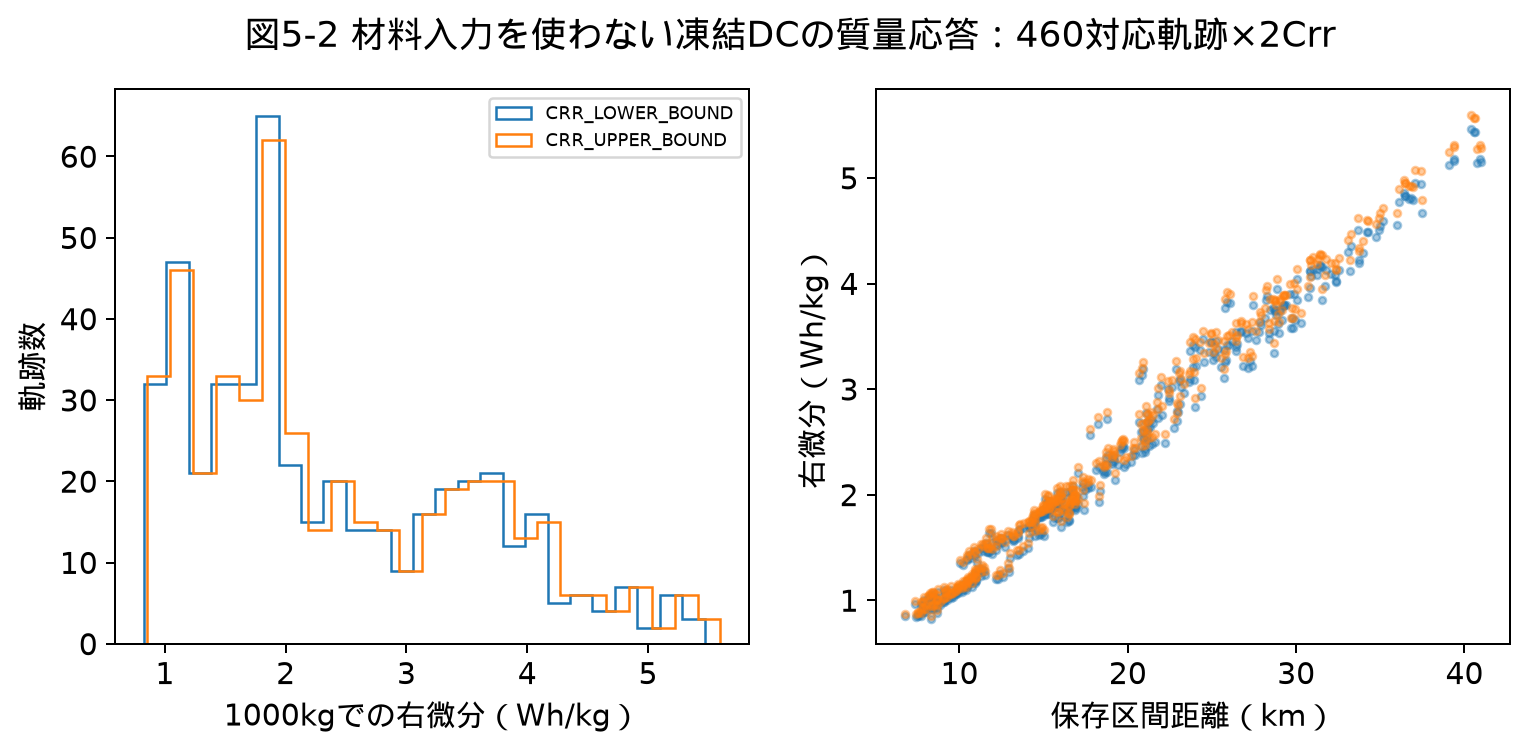 図5-2 材料入力を使わない凍結DCの質量応答：460対応軌跡×2Crr
CRR_LOWER_BOUND
CRR_UPPER_BOUND
軌跡数
60
50
40
30
20
10
0
1 2 3 4 5
1000kgでの右微分（Wh/kg）
右微分（Wh/kg）
5
4
3
2
1
10 20 30 40
保存区間距離（km）